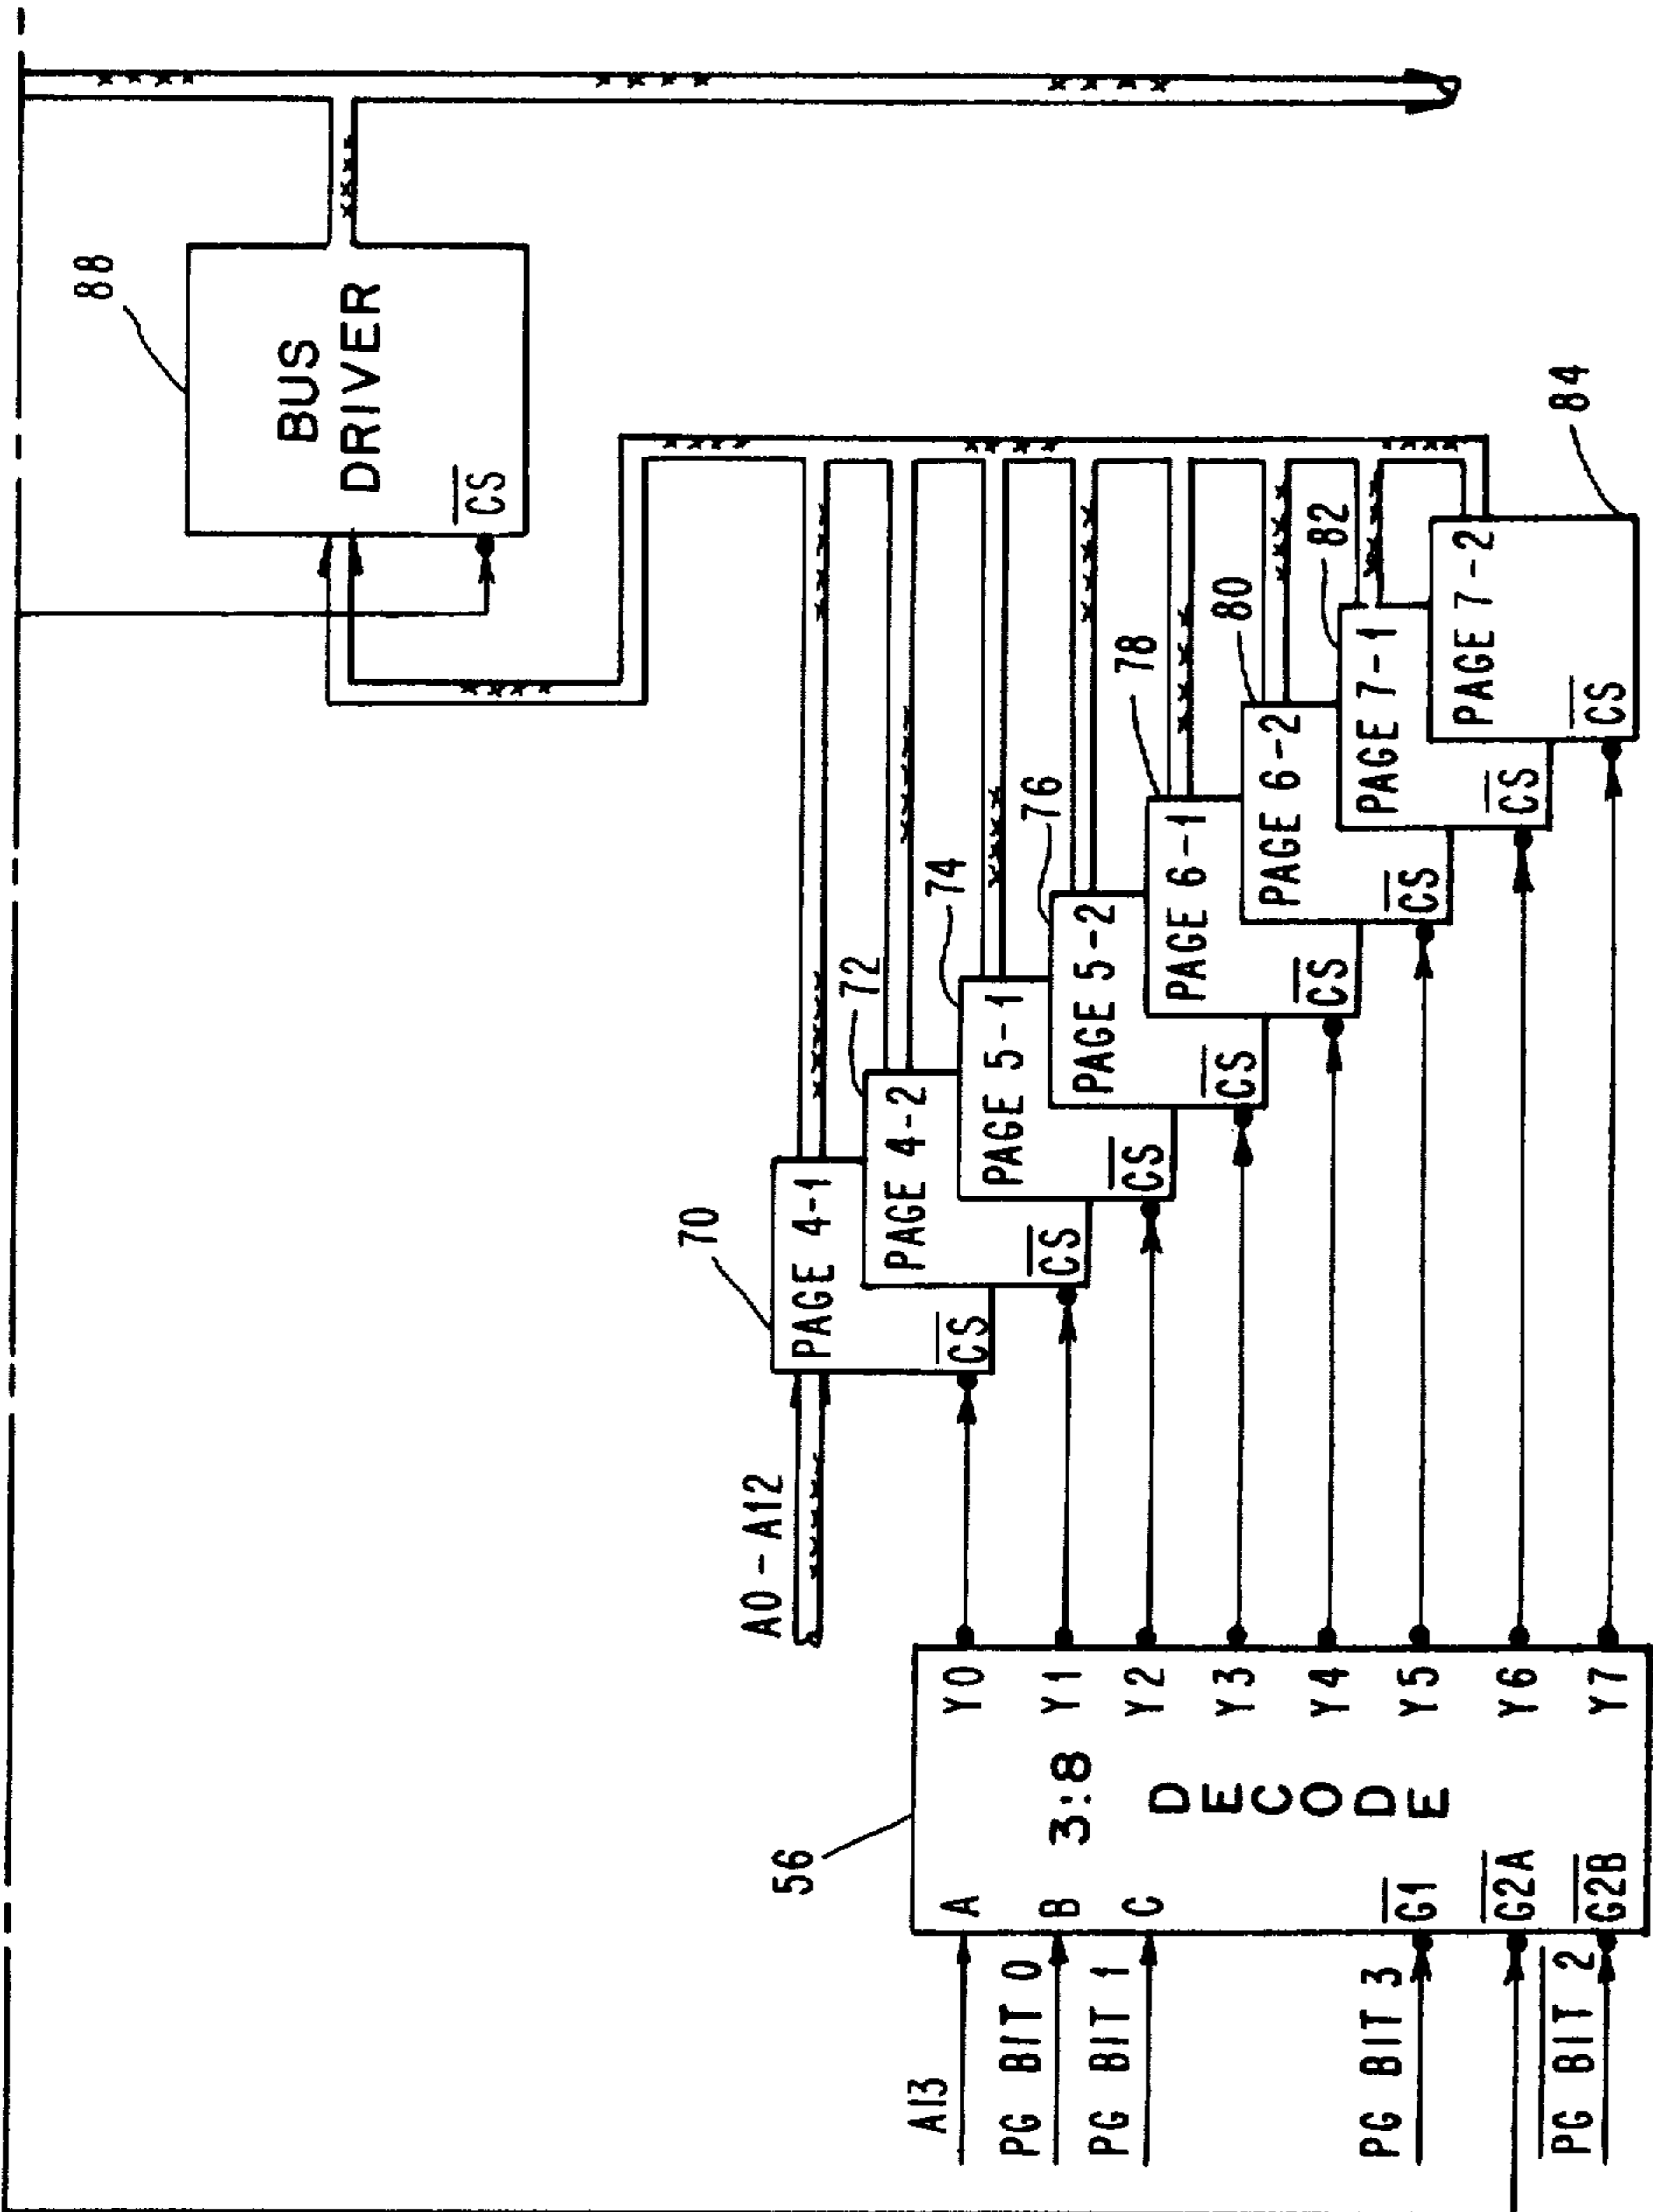 88
BUS
DRIVER
CS
70
72
74
76
78
80
82
84
A0-A12
PAGE 4-1
CS
PAGE 4-2
CS
PAGE 5-1
CS
PAGE 5-2
CS
PAGE 6-1
CS
PAGE 6-2
CS
PAGE 7-1
CS
PAGE 7-2
CS
56
3:8
DECODE
A13
A
PG BIT 0
B
PG BIT 1
C
PG BIT 3
G1
G2A
PG BIT 2
G2B
Y0
Y1
Y2
Y3
Y4
Y5
Y6
Y7